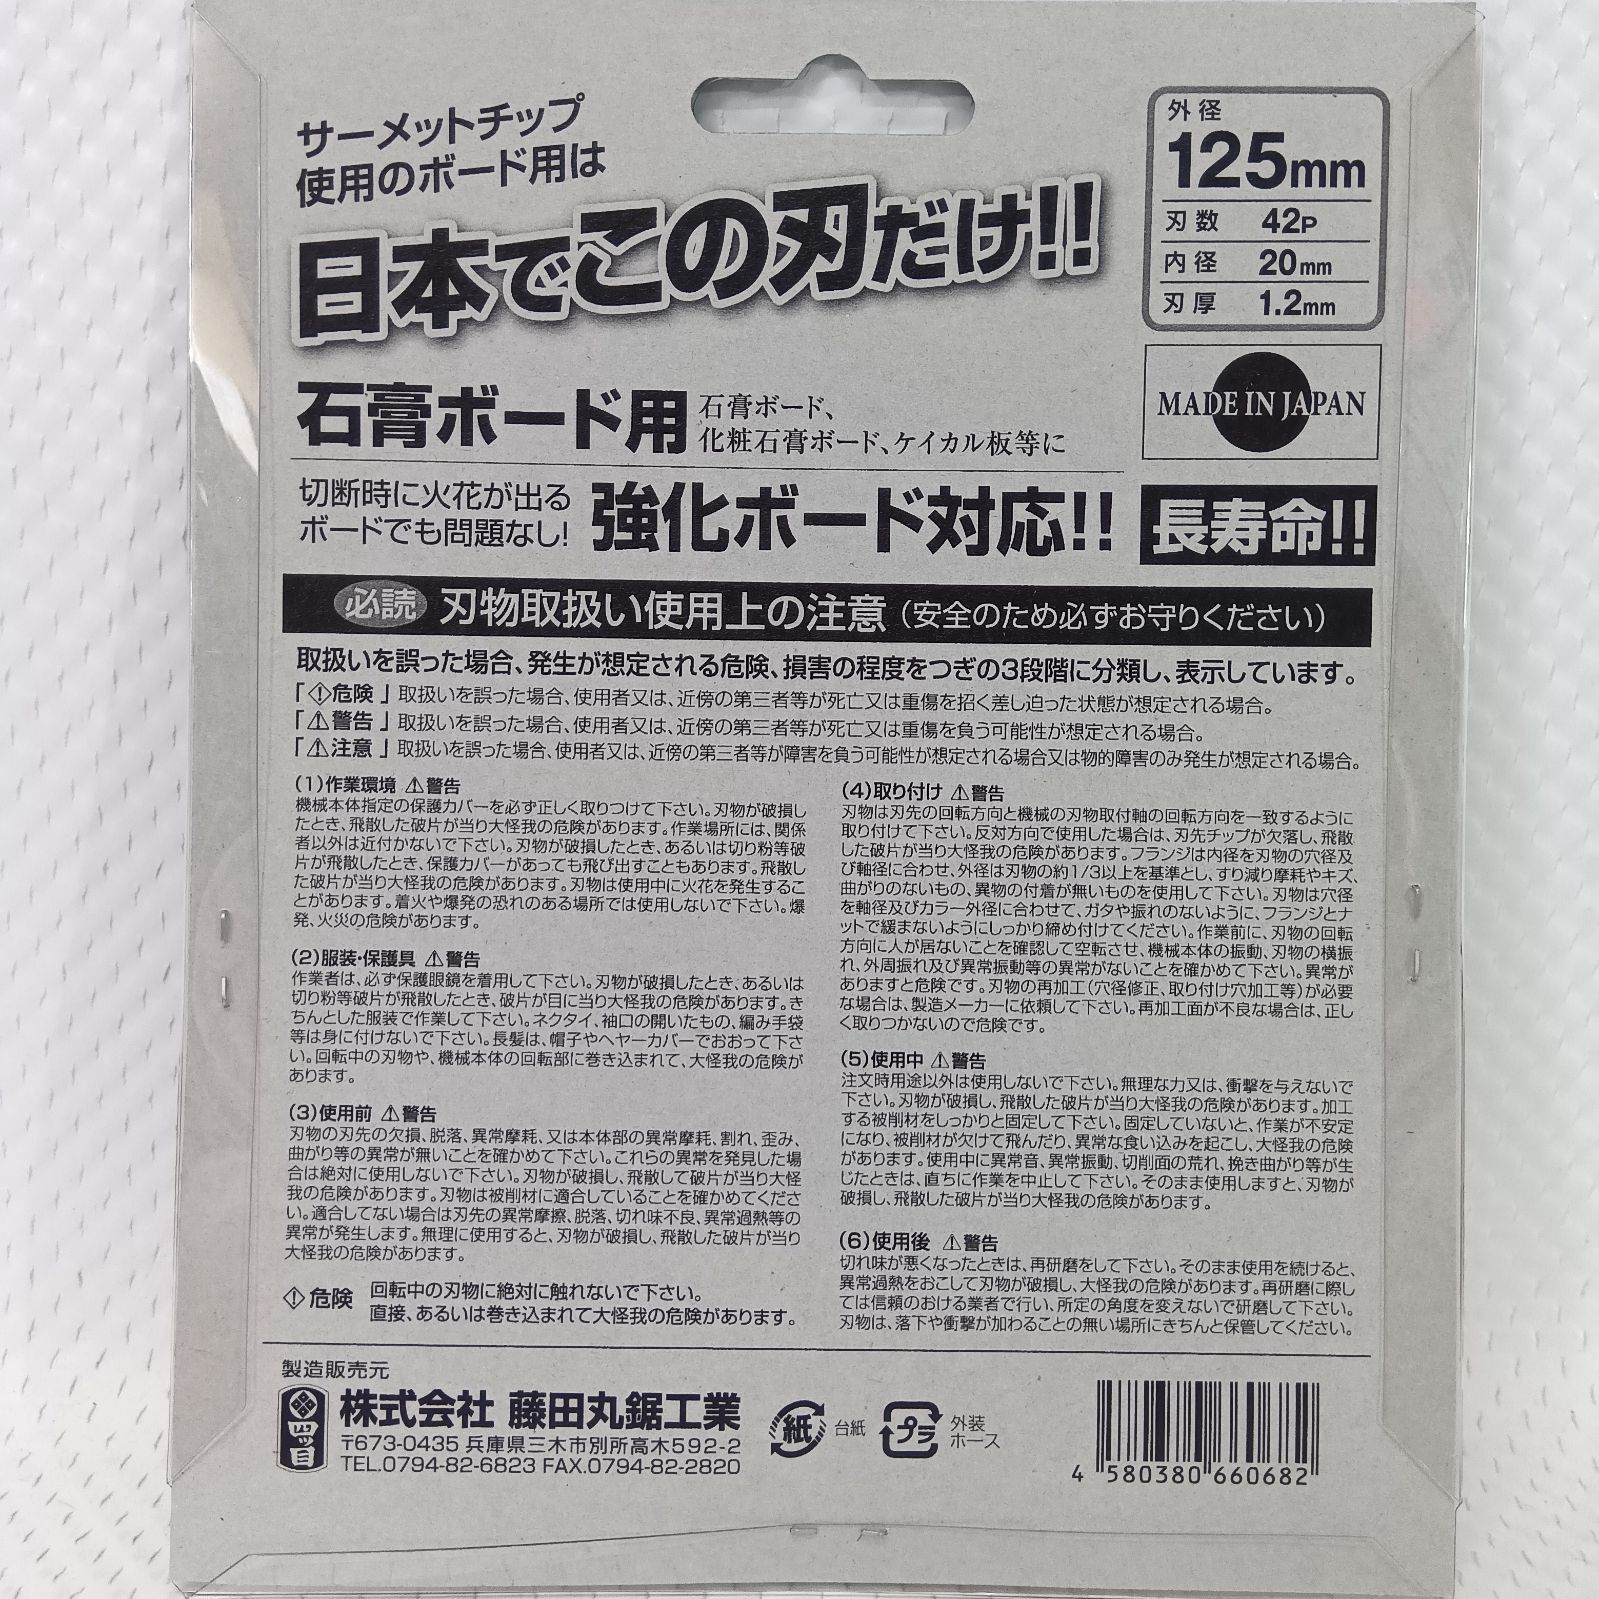 サーメットチップ
使用のボード用は
日本でこの刃だけ!!
外径
125mm
刃数 42P
内径 20mm
刃厚 1.2mm
MADE IN JAPAN
石膏ボード用
石膏ボード、
化粧石膏ボード、ケイカル板等に
切断時に火花が出る
ボードでも問題なし!
強化ボード対応!!
長寿命!!
必読 刃物取扱い使用上の注意(安全のため必ずお守りください)
取扱いを誤った場合、発生が想定される危険、損害の程度をつぎの3段階に分類し、表示しています。
「危険」取扱いを誤った場合、使用者又は、近傍の第三者等が死亡又は重傷を招く差し迫った状態が想定される場合。
「⚠警告」取扱いを誤った場合、使用者又は、近傍の第三者等が死亡又は重傷を負う可能性が想定される場合。
「⚠注意」取扱いを誤った場合、使用者又は、近傍の第三者等が障害を負う可能性が想定される場合又は物的障害のみ発生が想定される場合。
(1)作業環境 ⚠警告
機械本体指定の保護カバーを必ず正しく取りつけて下さい。刃物が破損し
たとき、飛散した破片が当り大怪我の危険があります。作業場所には、関係
者以外は近付かないで下さい。刃物が破損したとき、あるいは切り粉等破
片が飛散したとき、保護カバーがあっても飛び出すこともあります。飛散し
た破片が当り大怪我の危険があります。刃物は使用中に火花を発生するこ
とがあります。着火や爆発の恐れのある場所では使用しないで下さい。爆
発、火災の危険があります。
(2)服装・保護具 ⚠警告
作業者は、必ず保護眼鏡を着用して下さい。刃物が破損したとき、あるいは
切り粉等破片が飛散したとき、破片が目に当り大怪我の危険があります。き
ちんとした服装で作業して下さい。ネクタイ、袖口の開いたもの、編み手袋
等は身に付けないで下さい。長髪は、帽子やヘヤーカバーでおおって下さ
い。回転中の刃物や、機械本体の回転部に巻き込まれて、大怪我の危険が
あります。
(3)使用前 ⚠警告
刃物の刃先の欠損、脱落、異常摩耗、又は本体部の異常摩耗、割れ、歪み、
曲がり等の異常が無いことを確かめて下さい。これらの異常を発見した場
合は絶対に使用しないで下さい。刃物が破損し、飛散して破片が当り大怪
我の危険があります。刃物は被削材に適合していることを確かめてくださ
い。適合してない場合は刃先の異常摩擦、脱落、切れ味不良、異常過熱等の
異常が発生します。無理に使用すると、刃物が破損し、飛散した破片が当り
大怪我の危険があります。
危険 回転中の刃物に絶対に触れないで下さい。
直接、あるいは巻き込まれて大怪我の危険があります。
(4)取り付け ⚠警告
刃物は刃先の回転方向と機械の刃物取付軸の回転方向を一致するように
取り付けて下さい。反対方向で使用した場合は、刃先チップが欠落し、飛散
した破片が当り大怪我の危険があります。フランジは内径を刃物の穴径及
び軸径に合わせ、外径は刃物の約1/3以上を基準とし、すり減り摩耗やキズ、
曲がりのないもの、異物の付着が無いものを使用して下さい。刃物は穴径
を軸径及びカラー外径に合わせて、ガタや振れのないように、フランジとナ
ットで緩まないようにしっかり締め付けてください。作業前に、刃物の回転
方向に人が居ないことを確認して空転させ、機械本体の振動、刃物の横振
れ、外周振れ及び異常振動等の異常がないことを確かめて下さい。異常が
ありますと危険です。刃物の再加工(穴径修正、取り付け穴加工等)が必要
な場合は、製造メーカーに依頼して下さい。再加工面が不良な場合は、正し
く取りつかないので危険です。
(5)使用中 ⚠警告
注文時用途以外は使用しないで下さい。無理な力又は、衝撃を与えないで
下さい。刃物が破損し、飛散した破片が当り大怪我の危険があります。加工
する被削材をしっかりと固定して下さい。固定していないと、作業が不安定
になり、被削材が欠けて飛んだり、異常な食い込みを起こし、大怪我の危険
があります。使用中に異常音、異常振動、切削面の荒れ、挽き曲がり等が生
じたときは、直ちに作業を中止して下さい。そのまま使用しますと、刃物が
破損し、飛散した破片が当り大怪我の危険があります。
(6)使用後 ⚠警告
切れ味が悪くなったときは、再研磨をして下さい。そのまま使用を続けると、
異常過熱をおこして刃物が破損し、大怪我の危険があります。再研磨に際し
ては信頼のおける業者で行い、所定の角度を変えないで研磨して下さい。
刃物は、落下や衝撃が加わることの無い場所にきちんと保管してください。
製造販売元
四ツ目
株式会社 藤田丸鋸工業
〒673-0435 兵庫県三木市別所高木592-2
TEL.0794-82-6823 FAX.0794-82-2820
紙 台紙
プラ 外装
ホース
4 580380 660682